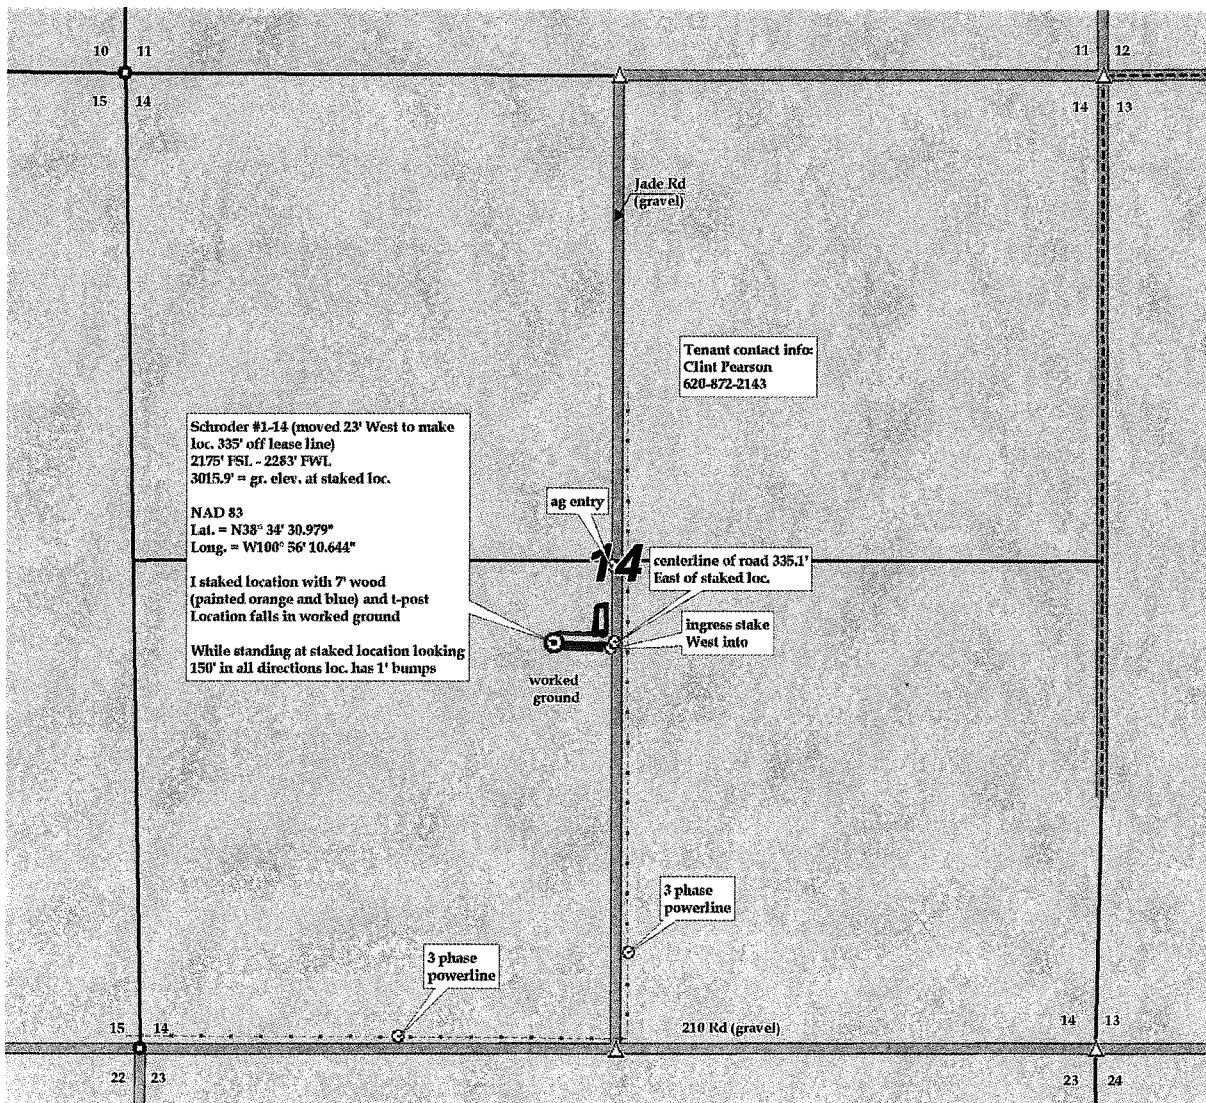 10 11
11 12
15 14
14 13
Jade Rd
(gravel)
Tenant contact info:
Clint Pearson
620-872-2143
Schroder #1-14 (moved 23' West to make
loc. 335' off lease line)
2175' FSL - 2283' FWL
3015.9' = gr. elev. at staked loc.
NAD 83
Lat. = N38° 34' 30.979"
Long. = W100° 56' 10.644"
I staked location with 7' wood
(painted orange and blue) and t-post
Location falls in worked ground
While standing at staked location looking
150' in all directions loc. has 1' bumps
ag entry
14
centerline of road 335.1'
East of staked loc.
ingress stake
West into
worked
ground
3 phase
powerline
3 phase
powerline
15 14
210 Rd (gravel)
14 13
22 23
23 24